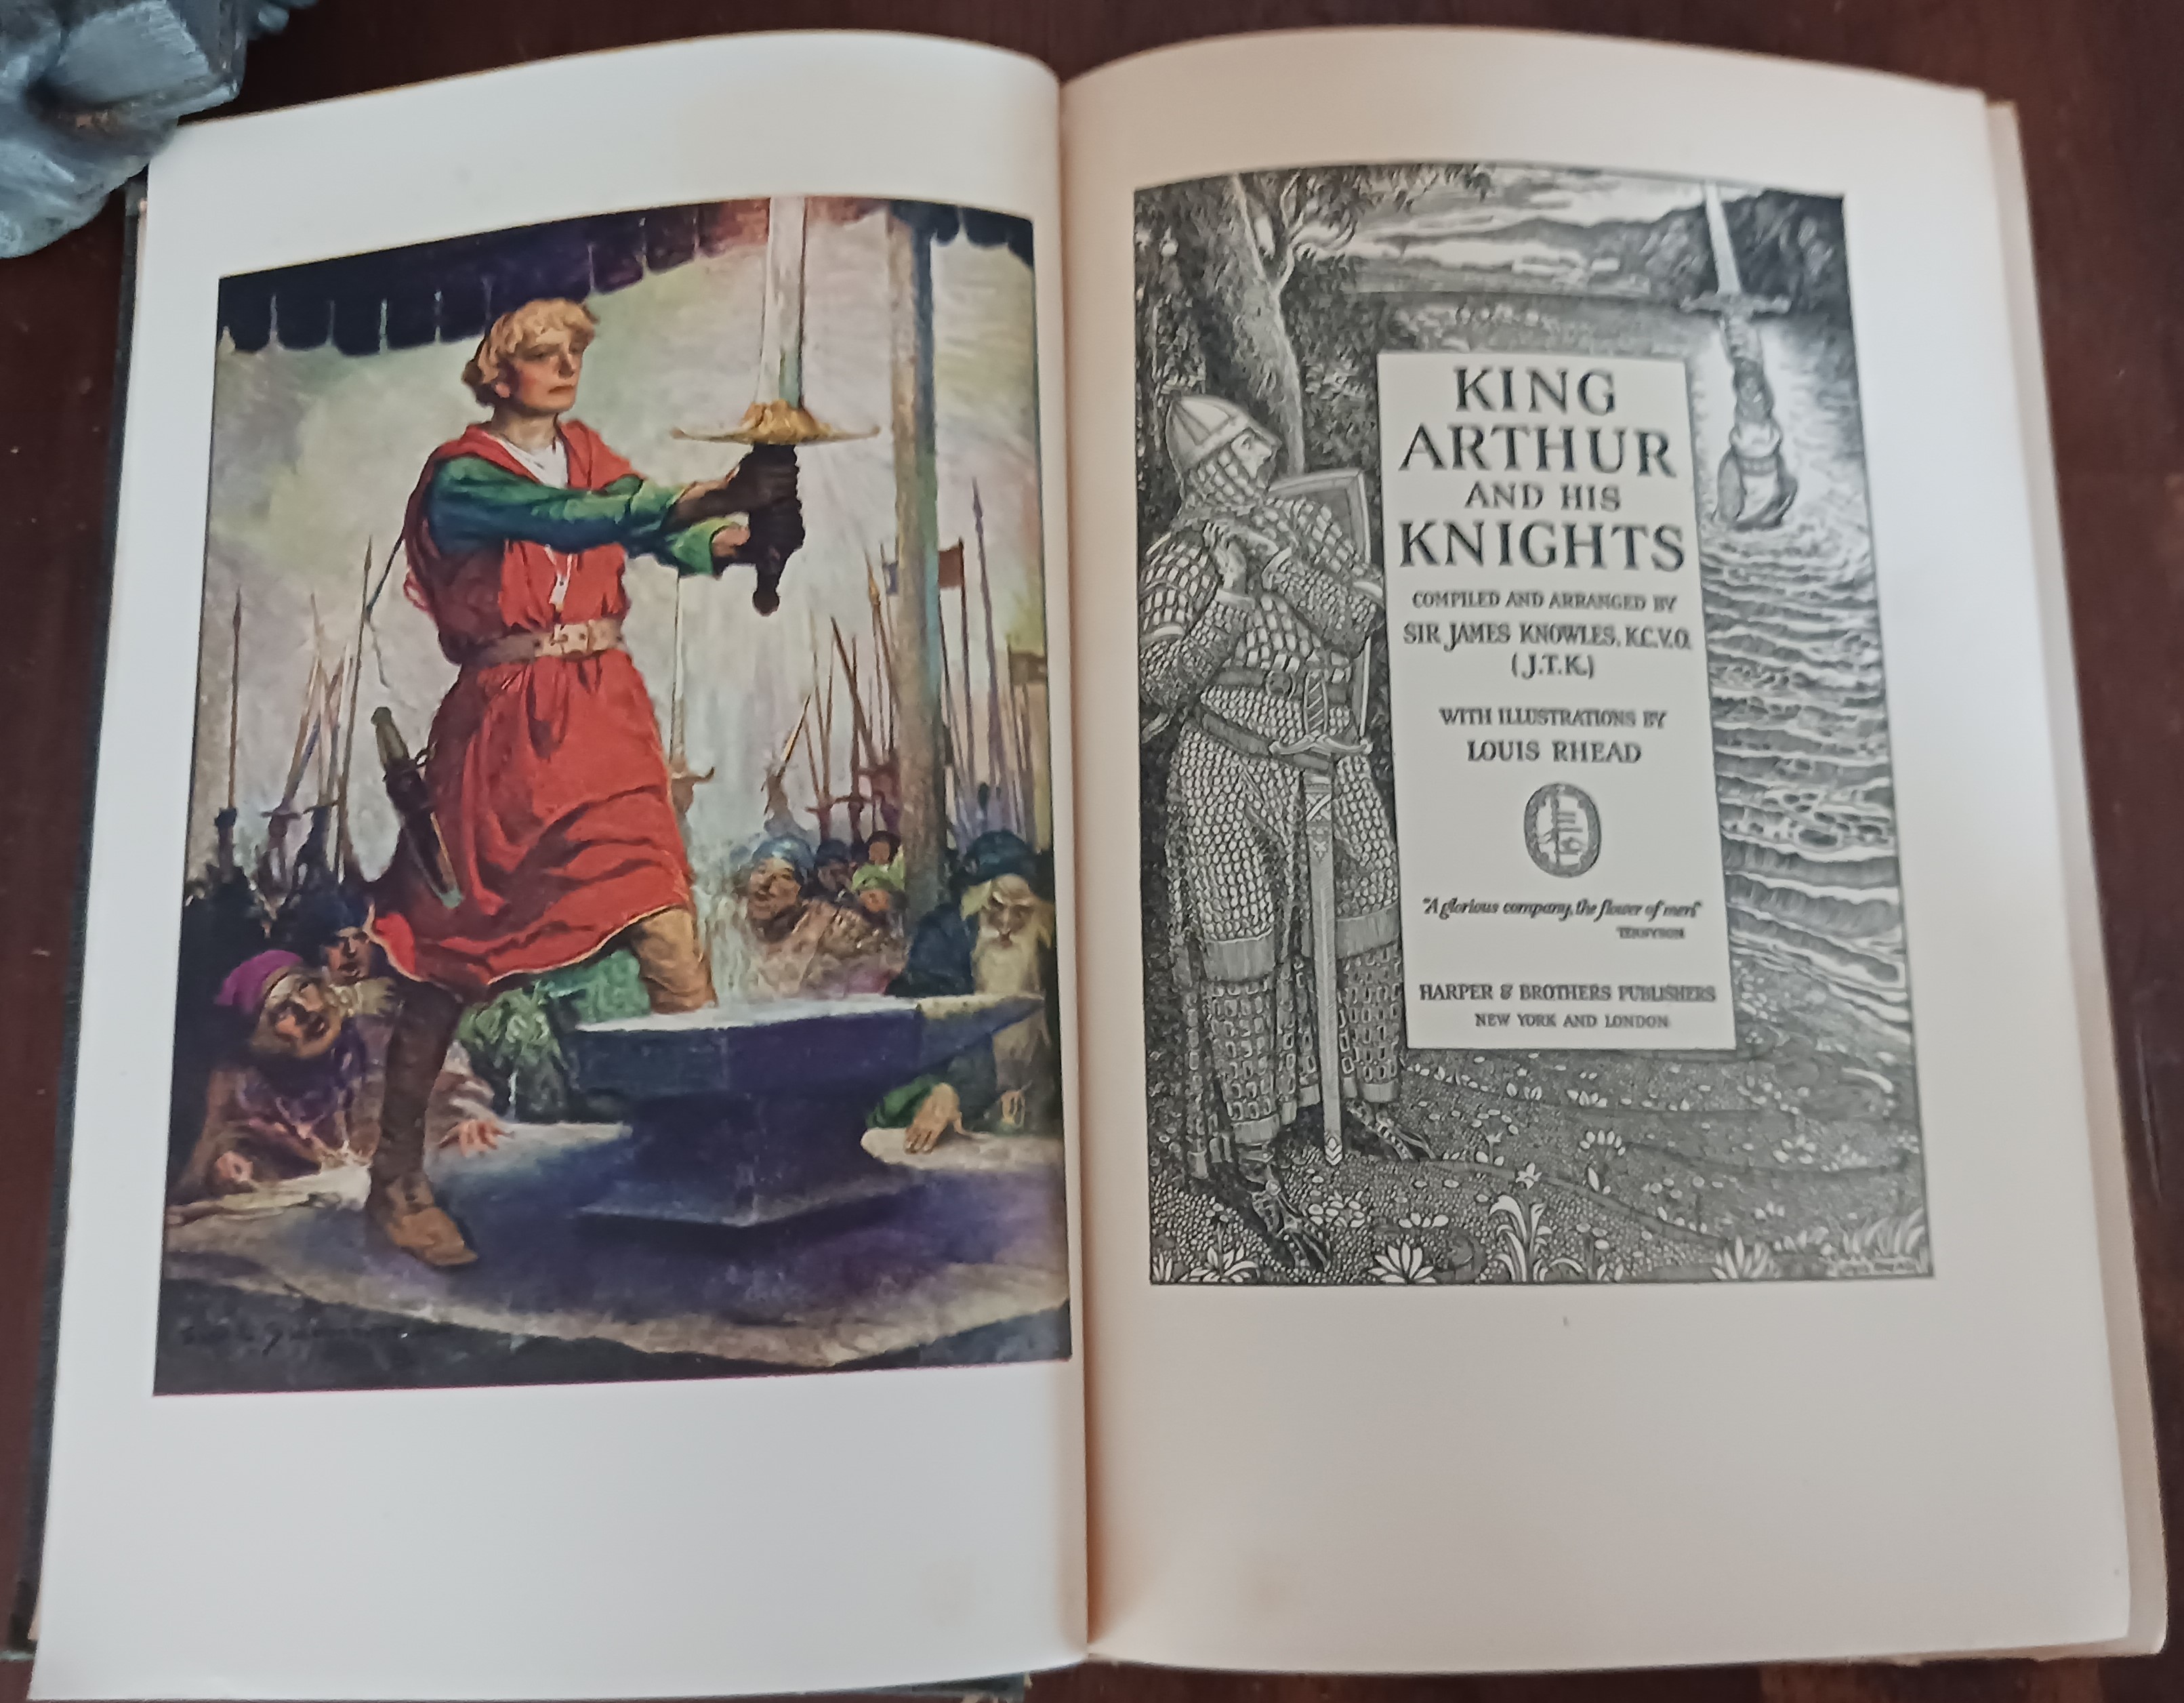 KING
ARTHUR
AND HIS
KNIGHTS
COMPILED AND ARRANGED BY
SIR JAMES KNOWLES, K.C.V.O.
(J.T.K.)
WITH ILLUSTRATIONS BY
LOUIS RHEAD
"A glorious company, the flower of men"
TENNYSON
HARPER & BROTHERS PUBLISHERS
NEW YORK AND LONDON